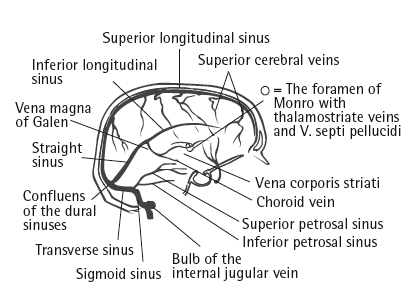 Superior longitudinal sinus
Inferior longitudinal
sinus
Superior cerebral veins
= The foramen of
Monro with
thalamostriate veins
and V. septi pellucidi
Vena magna
of Galen
Straight
sinus
Confluens
of the dural
sinuses
Transverse sinus
Sigmoid sinus
Bulb of the
internal jugular vein
Vena corporis striati
Choroid vein
Superior petrosal sinus
Inferior petrosal sinus